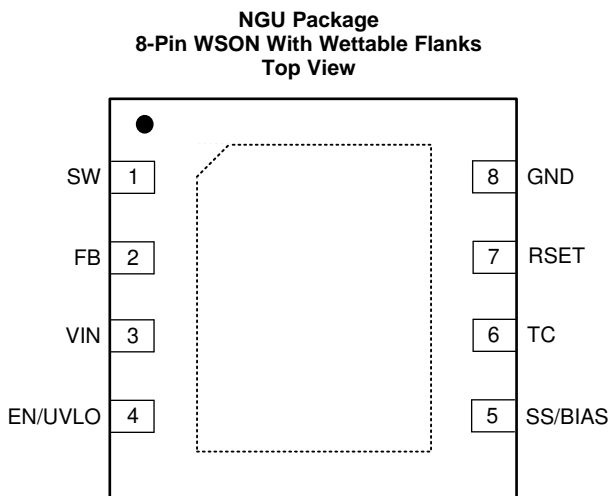 NGU Package
8-Pin WSON With Wettable Flanks
Top View
SW 1 8 GND
FB 2 7 RSET
VIN 3 6 TC
EN/UVLO 4 5 SS/BIAS